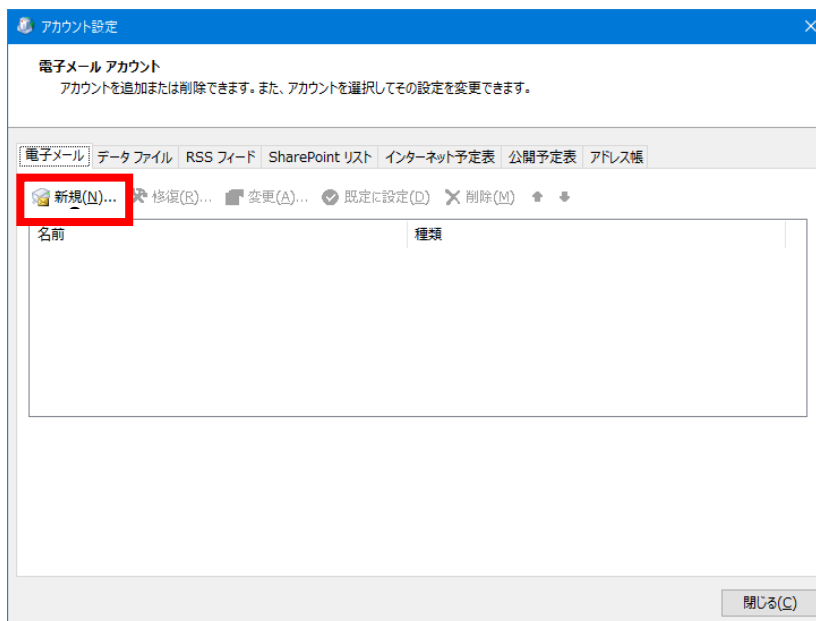 アカウント設定
電子メール アカウント
アカウントを追加または削除できます。また、アカウントを選択してその設定を変更できます。
電子メール データ ファイル RSS フィード SharePoint リスト インターネット予定表 公開予定表 アドレス帳
新規(N)... 修復(R)... 変更(A)... 既定に設定(D) 削除(M)
名前 種類
閉じる(C)